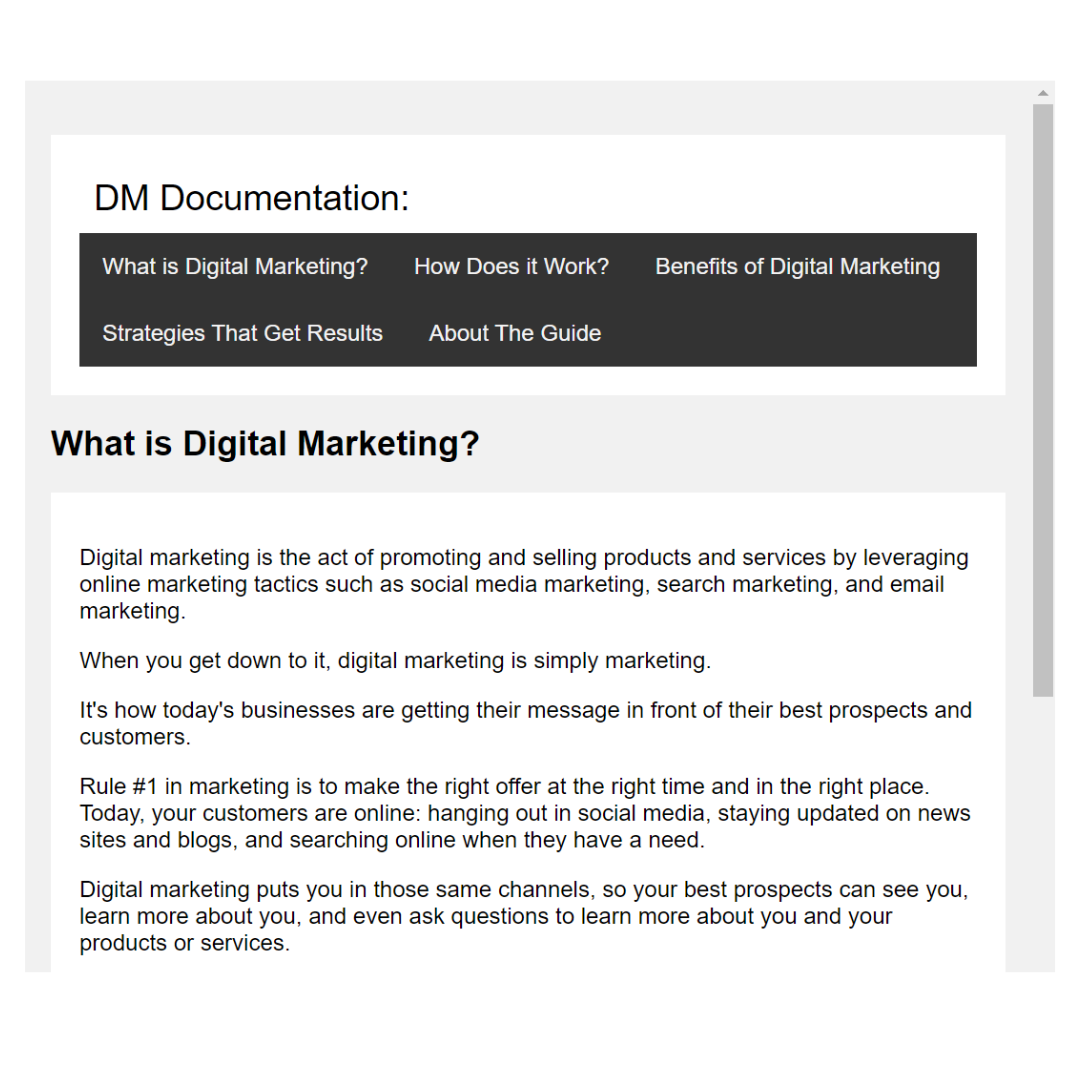 DM Documentation:
What is Digital Marketing? How Does it Work? Benefits of Digital Marketing
Strategies That Get Results About The Guide
What is Digital Marketing?
Digital marketing is the act of promoting and selling products and services by leveraging
online marketing tactics such as social media marketing, search marketing, and email
marketing.
When you get down to it, digital marketing is simply marketing.
It's how today's businesses are getting their message in front of their best prospects and
customers.
Rule #1 in marketing is to make the right offer at the right time and in the right place.
Today, your customers are online: hanging out in social media, staying updated on news
sites and blogs, and searching online when they have a need.
Digital marketing puts you in those same channels, so your best prospects can see you,
learn more about you, and even ask questions to learn more about you and your
products or services.